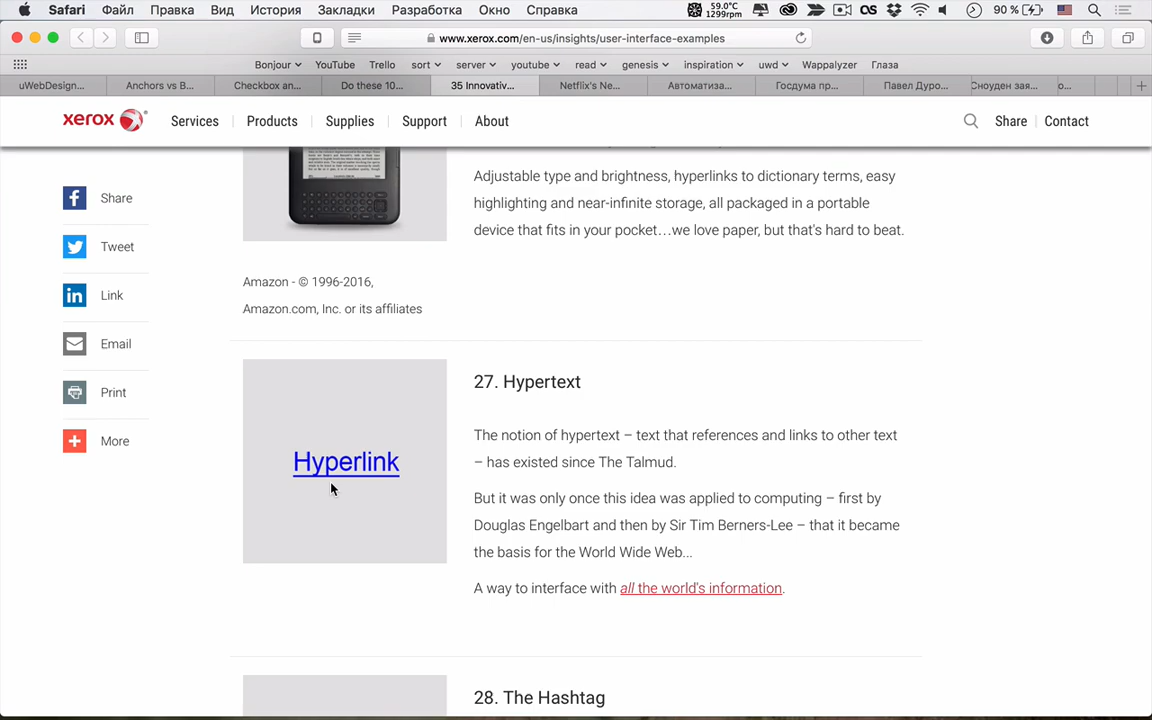 Safari Файл Правка Вид История Закладки Разработка Окно Справка 59.0°C 1299rpm 90 %
www.xerox.com/en-us/insights/user-interface-examples
Bonjour YouTube Trello sort server youtube read genesis inspiration uwd Wappalyzer Глаза
uWebDesign... Anchors vs B... Checkbox an... Do these 10... 35 Innovativ... Netflix's Ne... Автоматиза... Госдума пр... Павел Дуро... Сноуден зая... о...
xerox Services Products Supplies Support About Share Contact
Share
Tweet
Link
Email
Print
More
Adjustable type and brightness, hyperlinks to dictionary terms, easy
highlighting and near-infinite storage, all packaged in a portable
device that fits in your pocket…we love paper, but that's hard to beat.
Amazon - © 1996-2016,
Amazon.com, Inc. or its affiliates
Hyperlink
27. Hypertext
The notion of hypertext – text that references and links to other text
– has existed since The Talmud.
But it was only once this idea was applied to computing – first by
Douglas Engelbart and then by Sir Tim Berners-Lee – that it became
the basis for the World Wide Web...
A way to interface with all the world's information.
28. The Hashtag